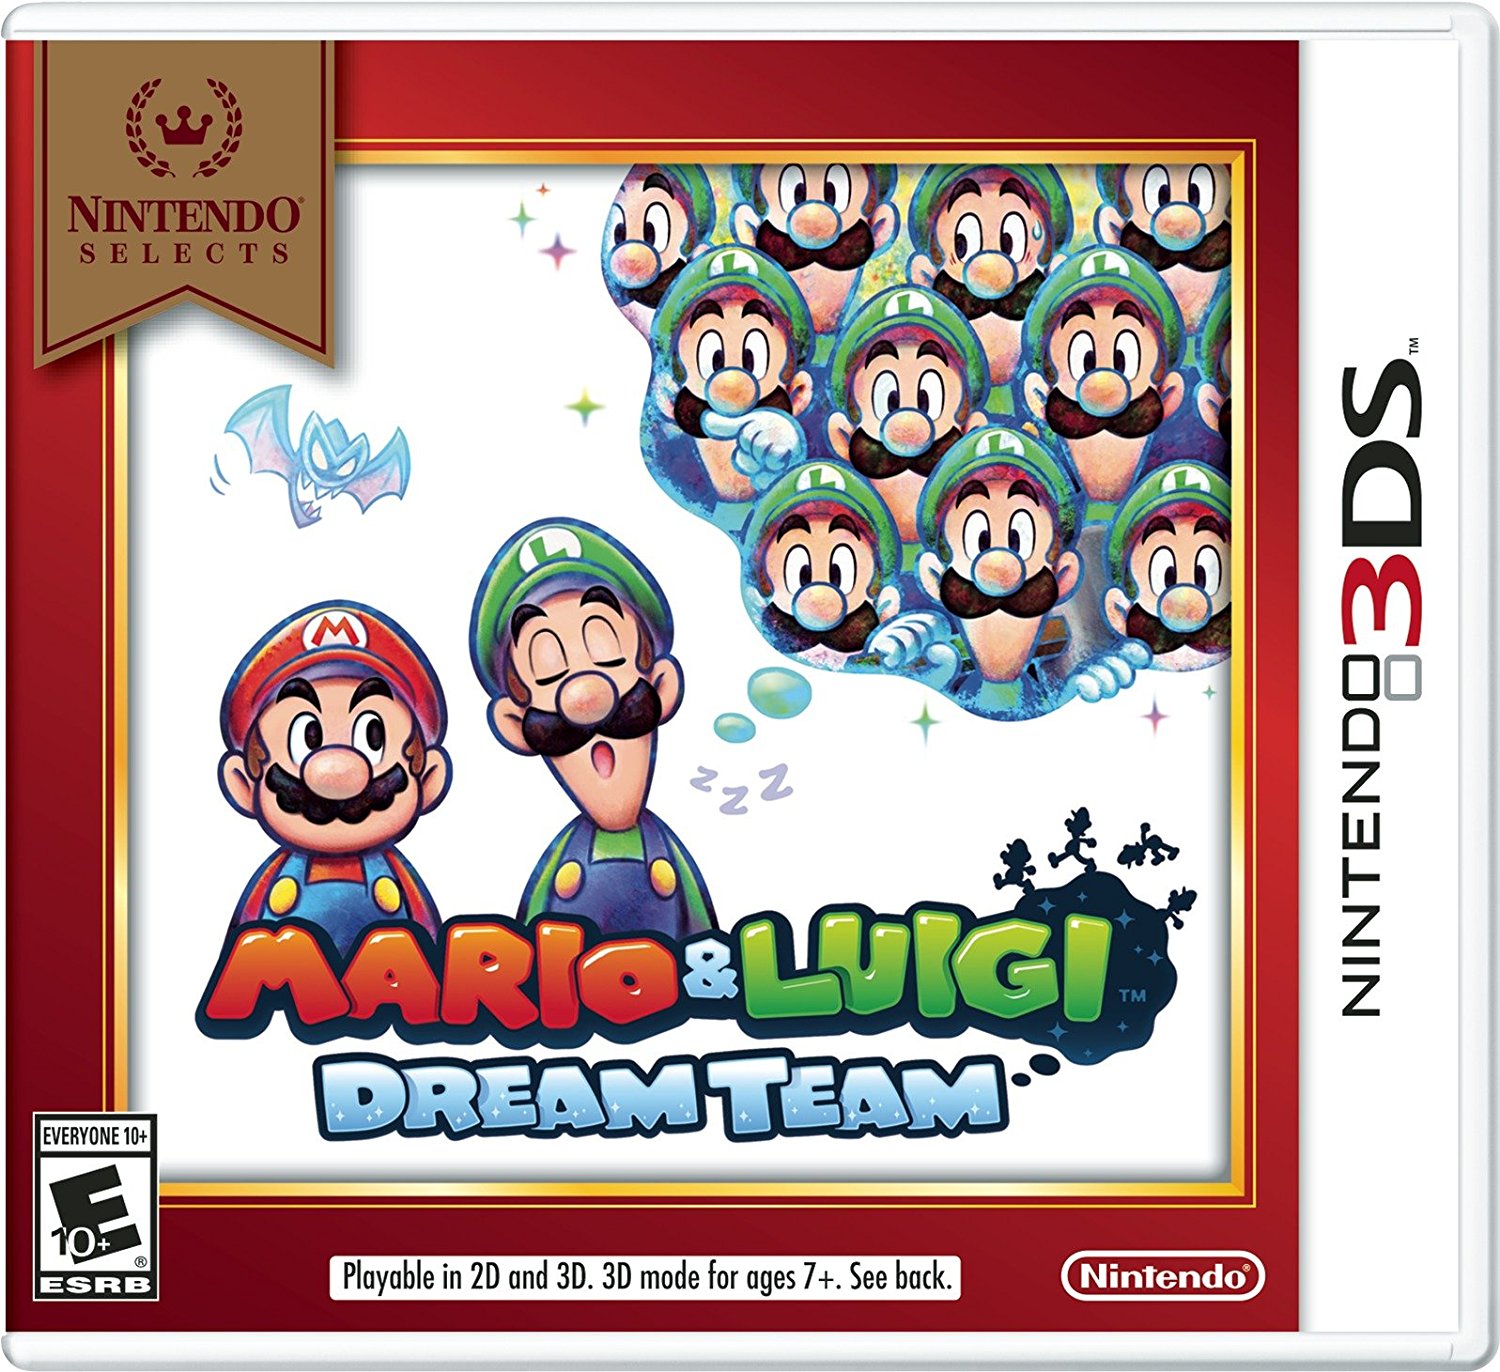 NINTENDO®
SELECTS
L
L
L
L
L
L
L
M
z z z
MARIO & LUIGI™
DREAM TEAM
EVERYONE 10+
E
10+
®
ESRB
Playable in 2D and 3D. 3D mode for ages 7+. See back.
Nintendo®
NINTENDO 3DS™